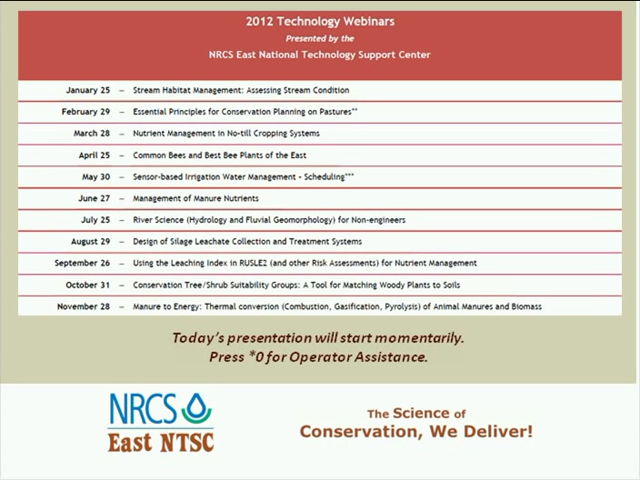 2012 Technology Webinars
Presented by the
NRCS East National Technology Support Center
January 25 – Stream Habitat Management: Assessing Stream Condition
February 29 – Essential Principles for Conservation Planning on Pastures**
March 28 – Nutrient Management in No-till Cropping Systems
April 25 – Common Bees and Best Bee Plants of the East
May 30 – Sensor-based Irrigation Water Management - Scheduling***
June 27 – Management of Manure Nutrients
July 25 – River Science (Hydrology and Fluvial Geomorphology) for Non-engineers
August 29 – Design of Silage Leachate Collection and Treatment Systems
September 26 – Using the Leaching Index in RUSLE2 (and other Risk Assessments) for Nutrient Management
October 31 – Conservation Tree/Shrub Suitability Groups: A Tool for Matching Woody Plants to Soils
November 28 – Manure to Energy: Thermal conversion (Combustion, Gasification, Pyrolysis) of Animal Manures and Biomass
Today's presentation will start momentarily.
Press *0 for Operator Assistance.
NRCS
East NTSC
The Science of
Conservation, We Deliver!